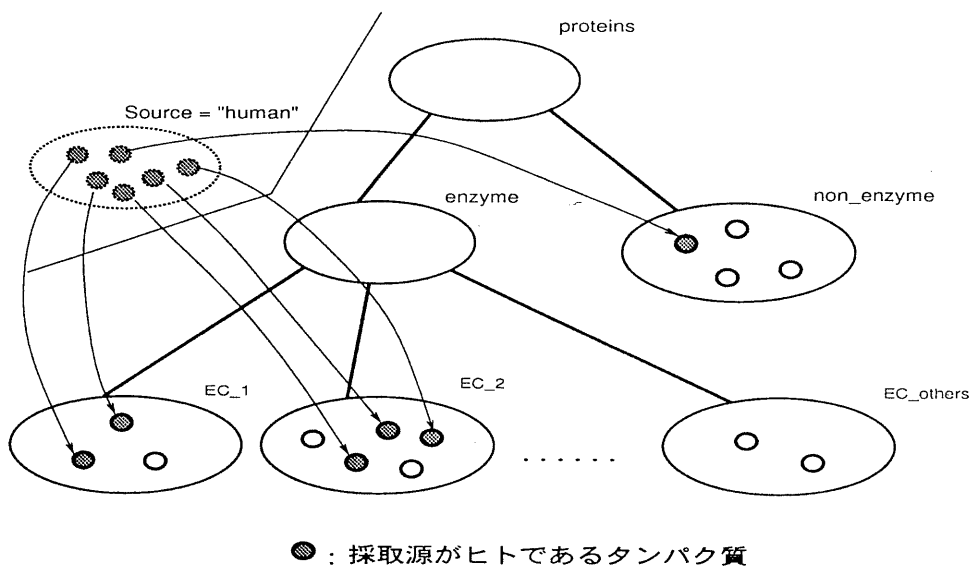 proteins
Source = "human"
enzyme
non_enzyme
EC_1
EC_2
EC_others
. . . . . .
: 採取源がヒトであるタンパク質